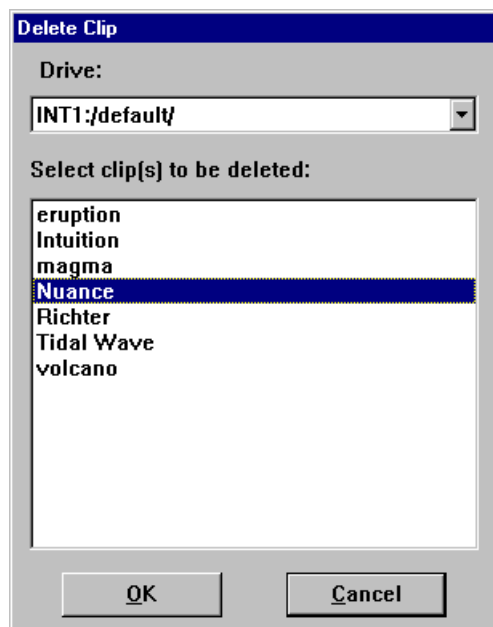 Delete Clip
Drive:
INT1:/default/
Select clip(s) to be deleted:
eruption
Intuition
magma
Nuance
Richter
Tidal Wave
volcano
OK
Cancel